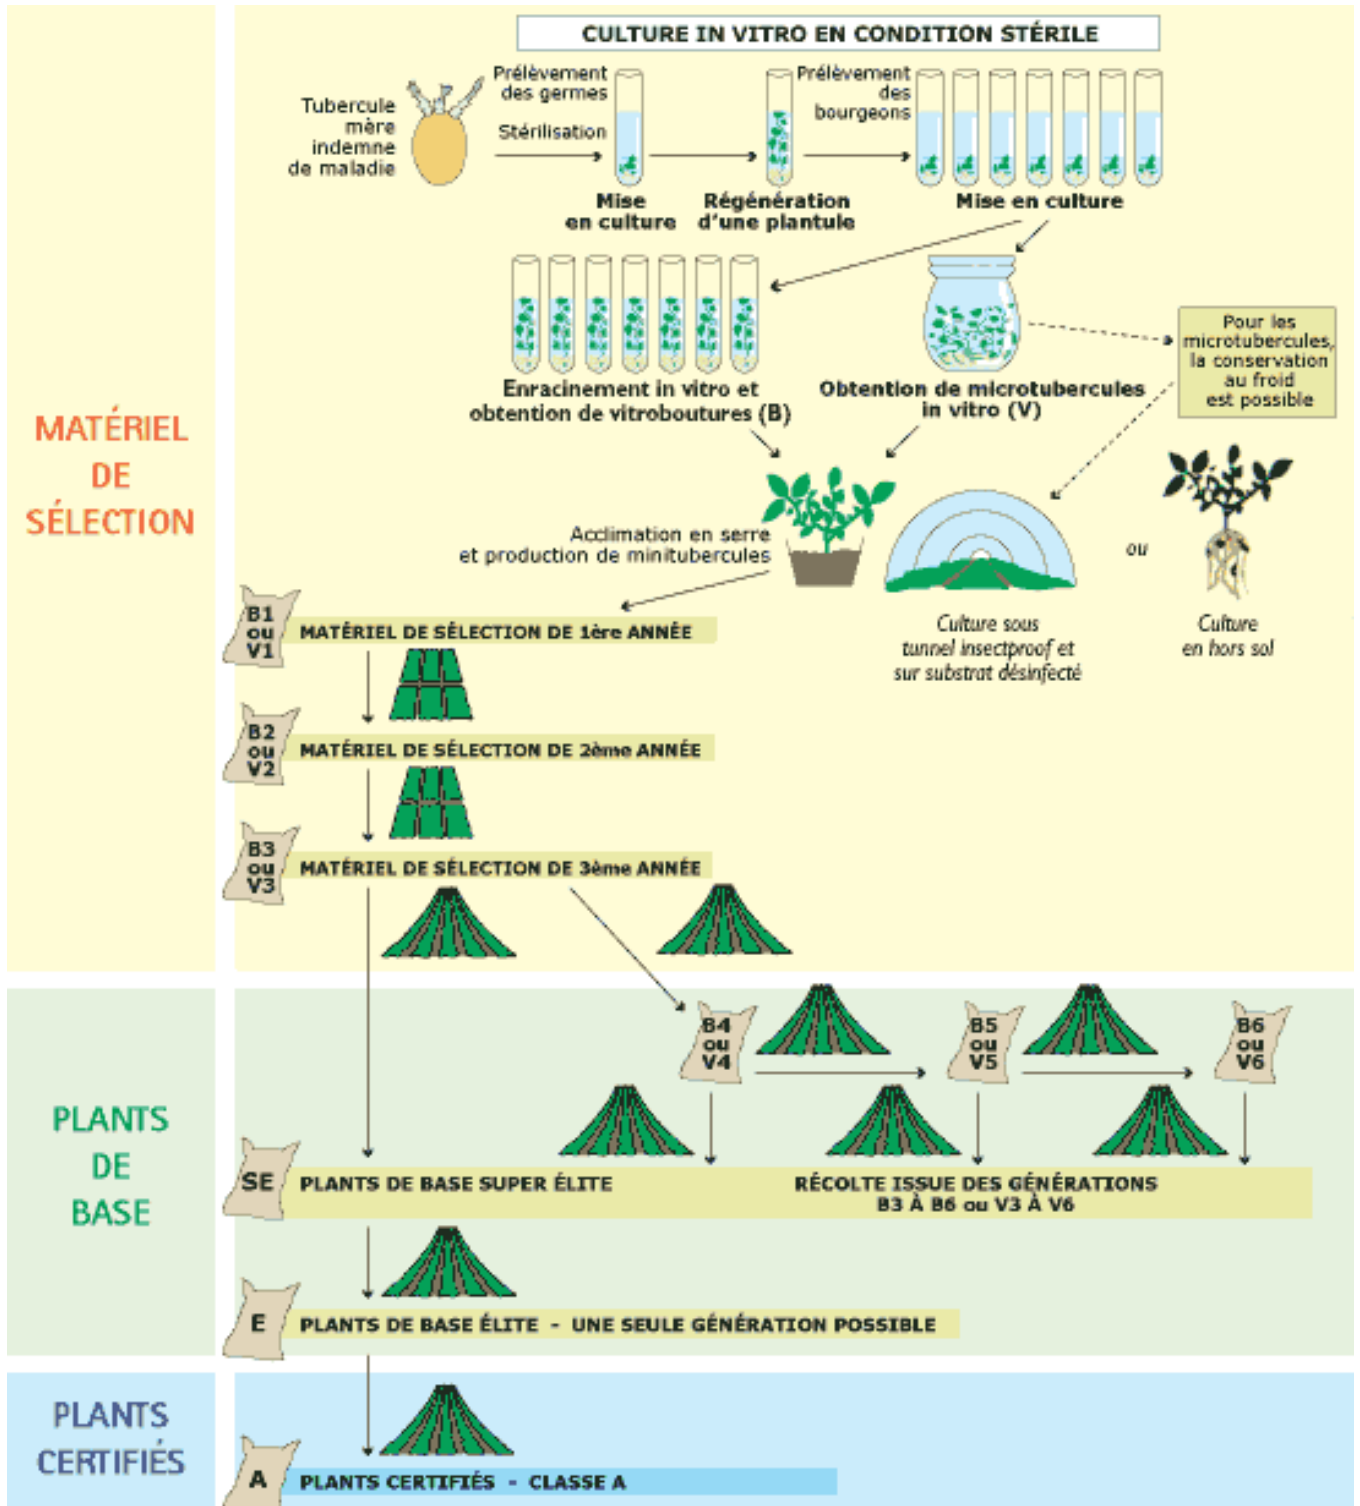 CULTURE IN VITRO EN CONDITION STÉRILE
Tubercule
mère
indemne
de maladie
Prélèvement
des germes
Stérilisation
Prélèvement
des
bourgeons
Mise
en culture
Régénération
d'une plantule
Mise en culture
Enracinement in vitro et
obtention de vitroboutures (B)
Obtention de microtubercules
in vitro (V)
Pour les
microtubercules,
la conservation
au froid
est possible
MATÉRIEL
DE
SÉLECTION
Acclimation en serre
et production de minitubercules
ou
Culture sous
tunnel insectproof et
sur substrat désinfecté
Culture
en hors sol
B1
ou
V1
MATÉRIEL DE SÉLECTION DE 1ère ANNÉE
B2
ou
V2
MATÉRIEL DE SÉLECTION DE 2ème ANNÉE
B3
ou
V3
MATÉRIEL DE SÉLECTION DE 3ème ANNÉE
PLANTS
DE
BASE
B4
ou
V4
B5
ou
V5
B6
ou
V6
SE
PLANTS DE BASE SUPER ÉLITE
RÉCOLTE ISSUE DES GÉNÉRATIONS
B3 À B6 ou V3 À V6
E
PLANTS DE BASE ÉLITE - UNE SEULE GÉNÉRATION POSSIBLE
PLANTS
CERTIFIÉS
A
PLANTS CERTIFIÉS - CLASSE A